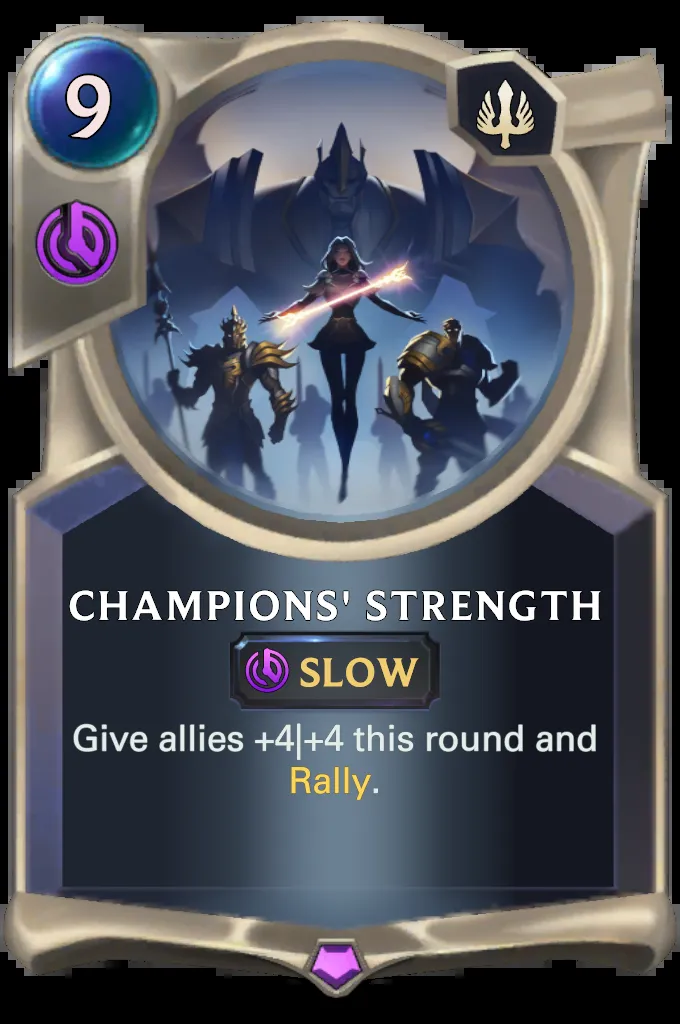 9
CHAMPIONS' STRENGTH
SLOW
Give allies +4|+4 this round and
Rally.